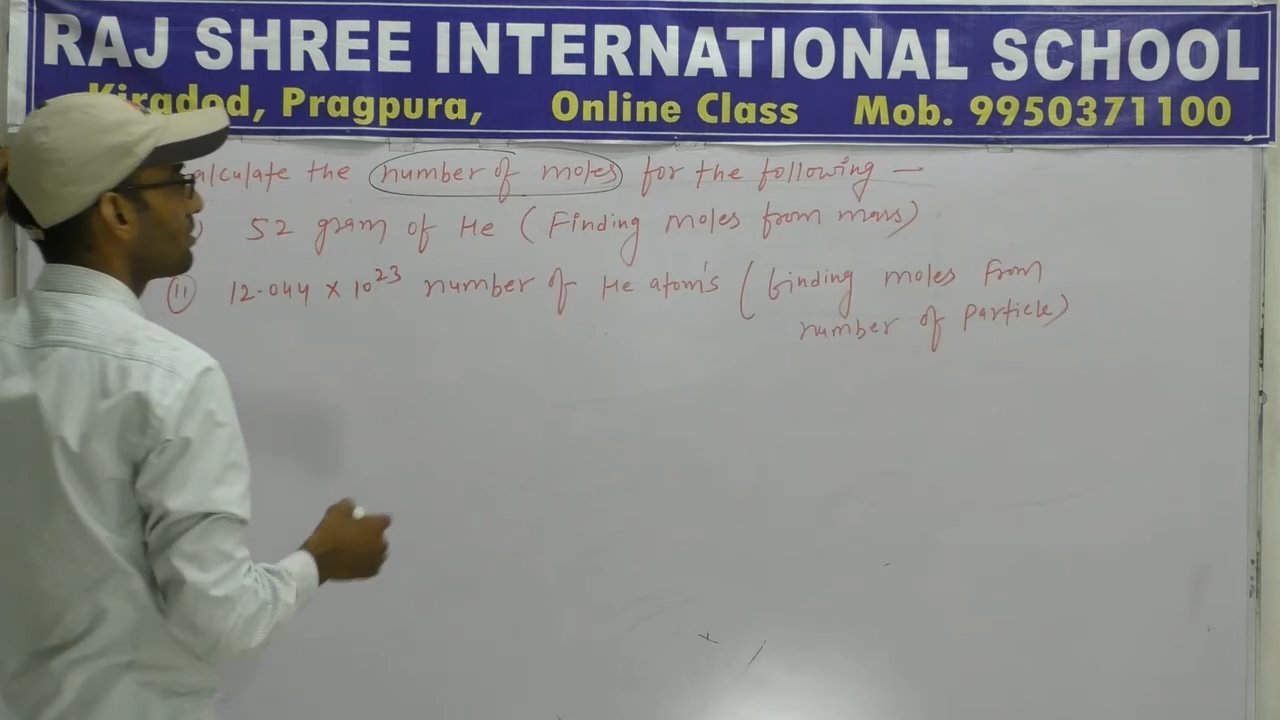 RAJ SHREE INTERNATIONAL SCHOOL
Kiradod, Pragpura, Online Class Mob. 9950371100
alculate the number of moles for the following —
) 52 gram of He (Finding moles from mass)
(11) 12.044 × 10²³ number of He atom's (finding moles from
number of particle)